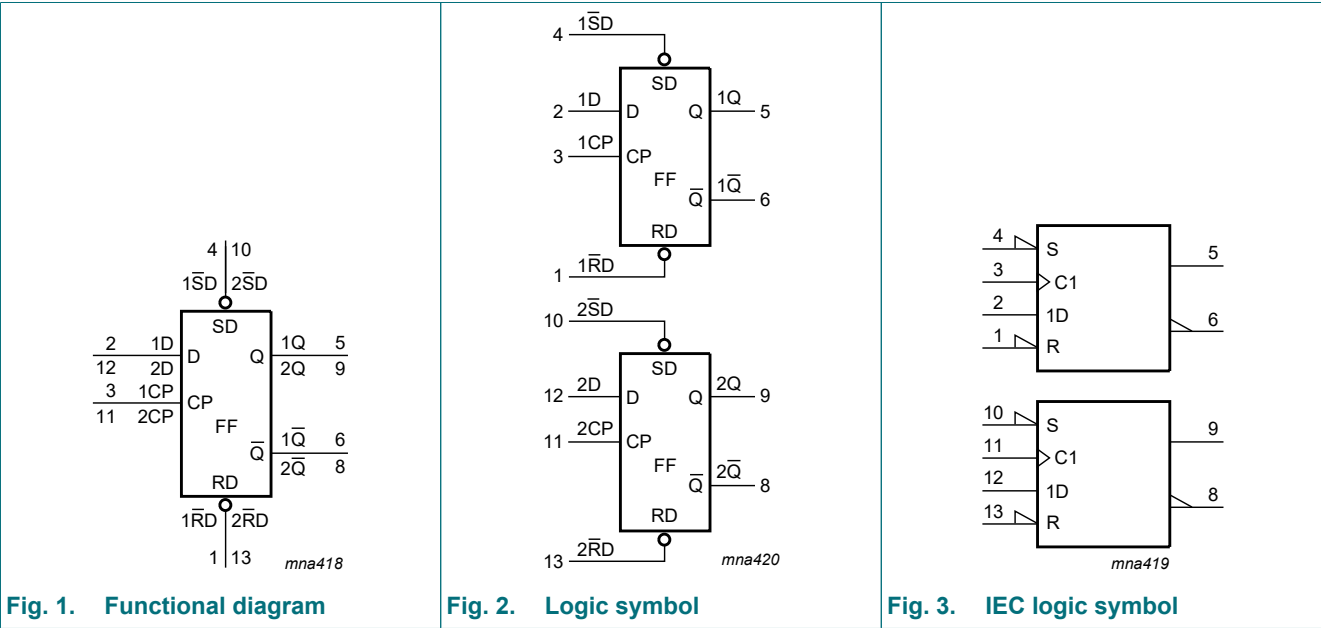 4 10
1S̅D 2S̅D
SD
2 1D D Q 1Q 5
12 2D 2Q 9
3 1CP CP
11 2CP
FF
Q̅ 1Q̅ 6
2Q̅ 8
RD
1R̅D 2R̅D
1 13
mna418
Fig. 1. Functional diagram
4 1S̅D
SD
2 1D D Q 1Q 5
3 1CP CP
FF
Q̅ 1Q̅ 6
RD
1 1R̅D
10 2S̅D
SD
12 2D D Q 2Q 9
11 2CP CP
FF
Q̅ 2Q̅ 8
RD
13 2R̅D
mna420
Fig. 2. Logic symbol
4 S
5
3 C1
2 1D
6
1 R
10 S
9
11 C1
12 1D
8
13 R
mna419
Fig. 3. IEC logic symbol